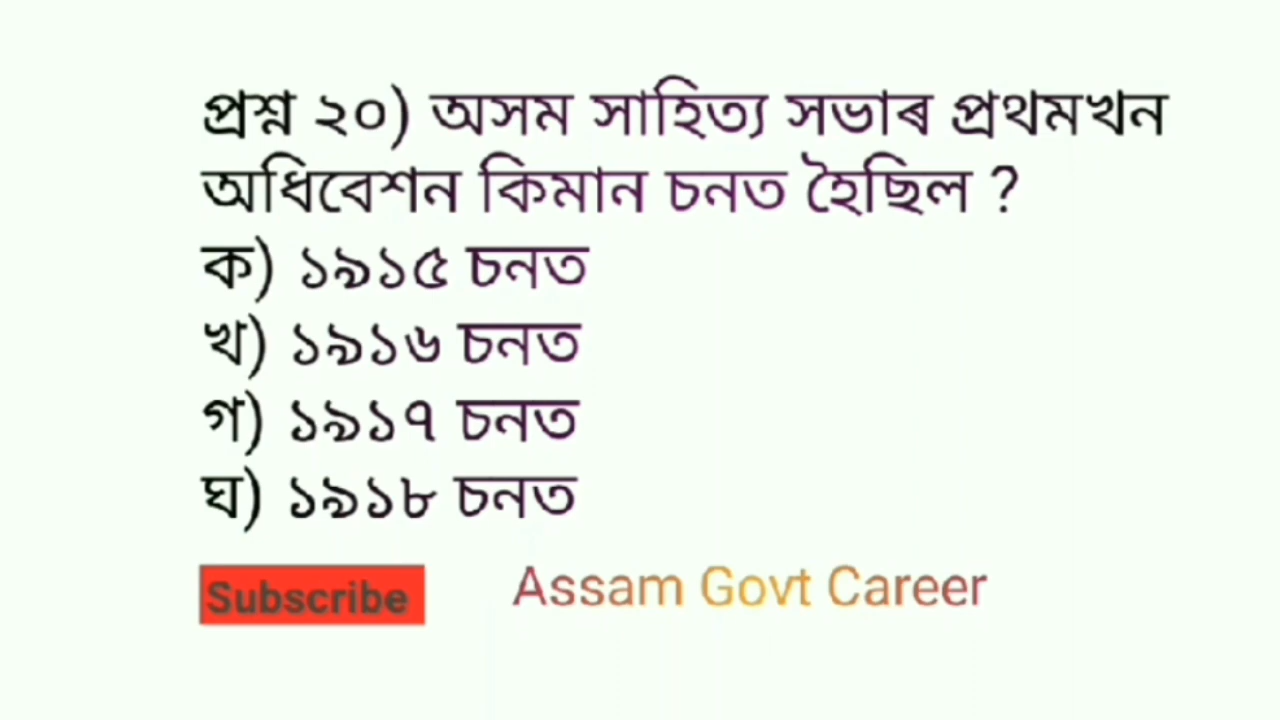 প্ৰশ্ন ২০) অসম সাহিত্য সভাৰ প্ৰথমখন
অধিবেশন কিমান চনত হৈছিল ?
ক) ১৯১৫ চনত
খ) ১৯১৬ চনত
গ) ১৯১৭ চনত
ঘ) ১৯১৮ চনত
Subscribe Assam Govt Career